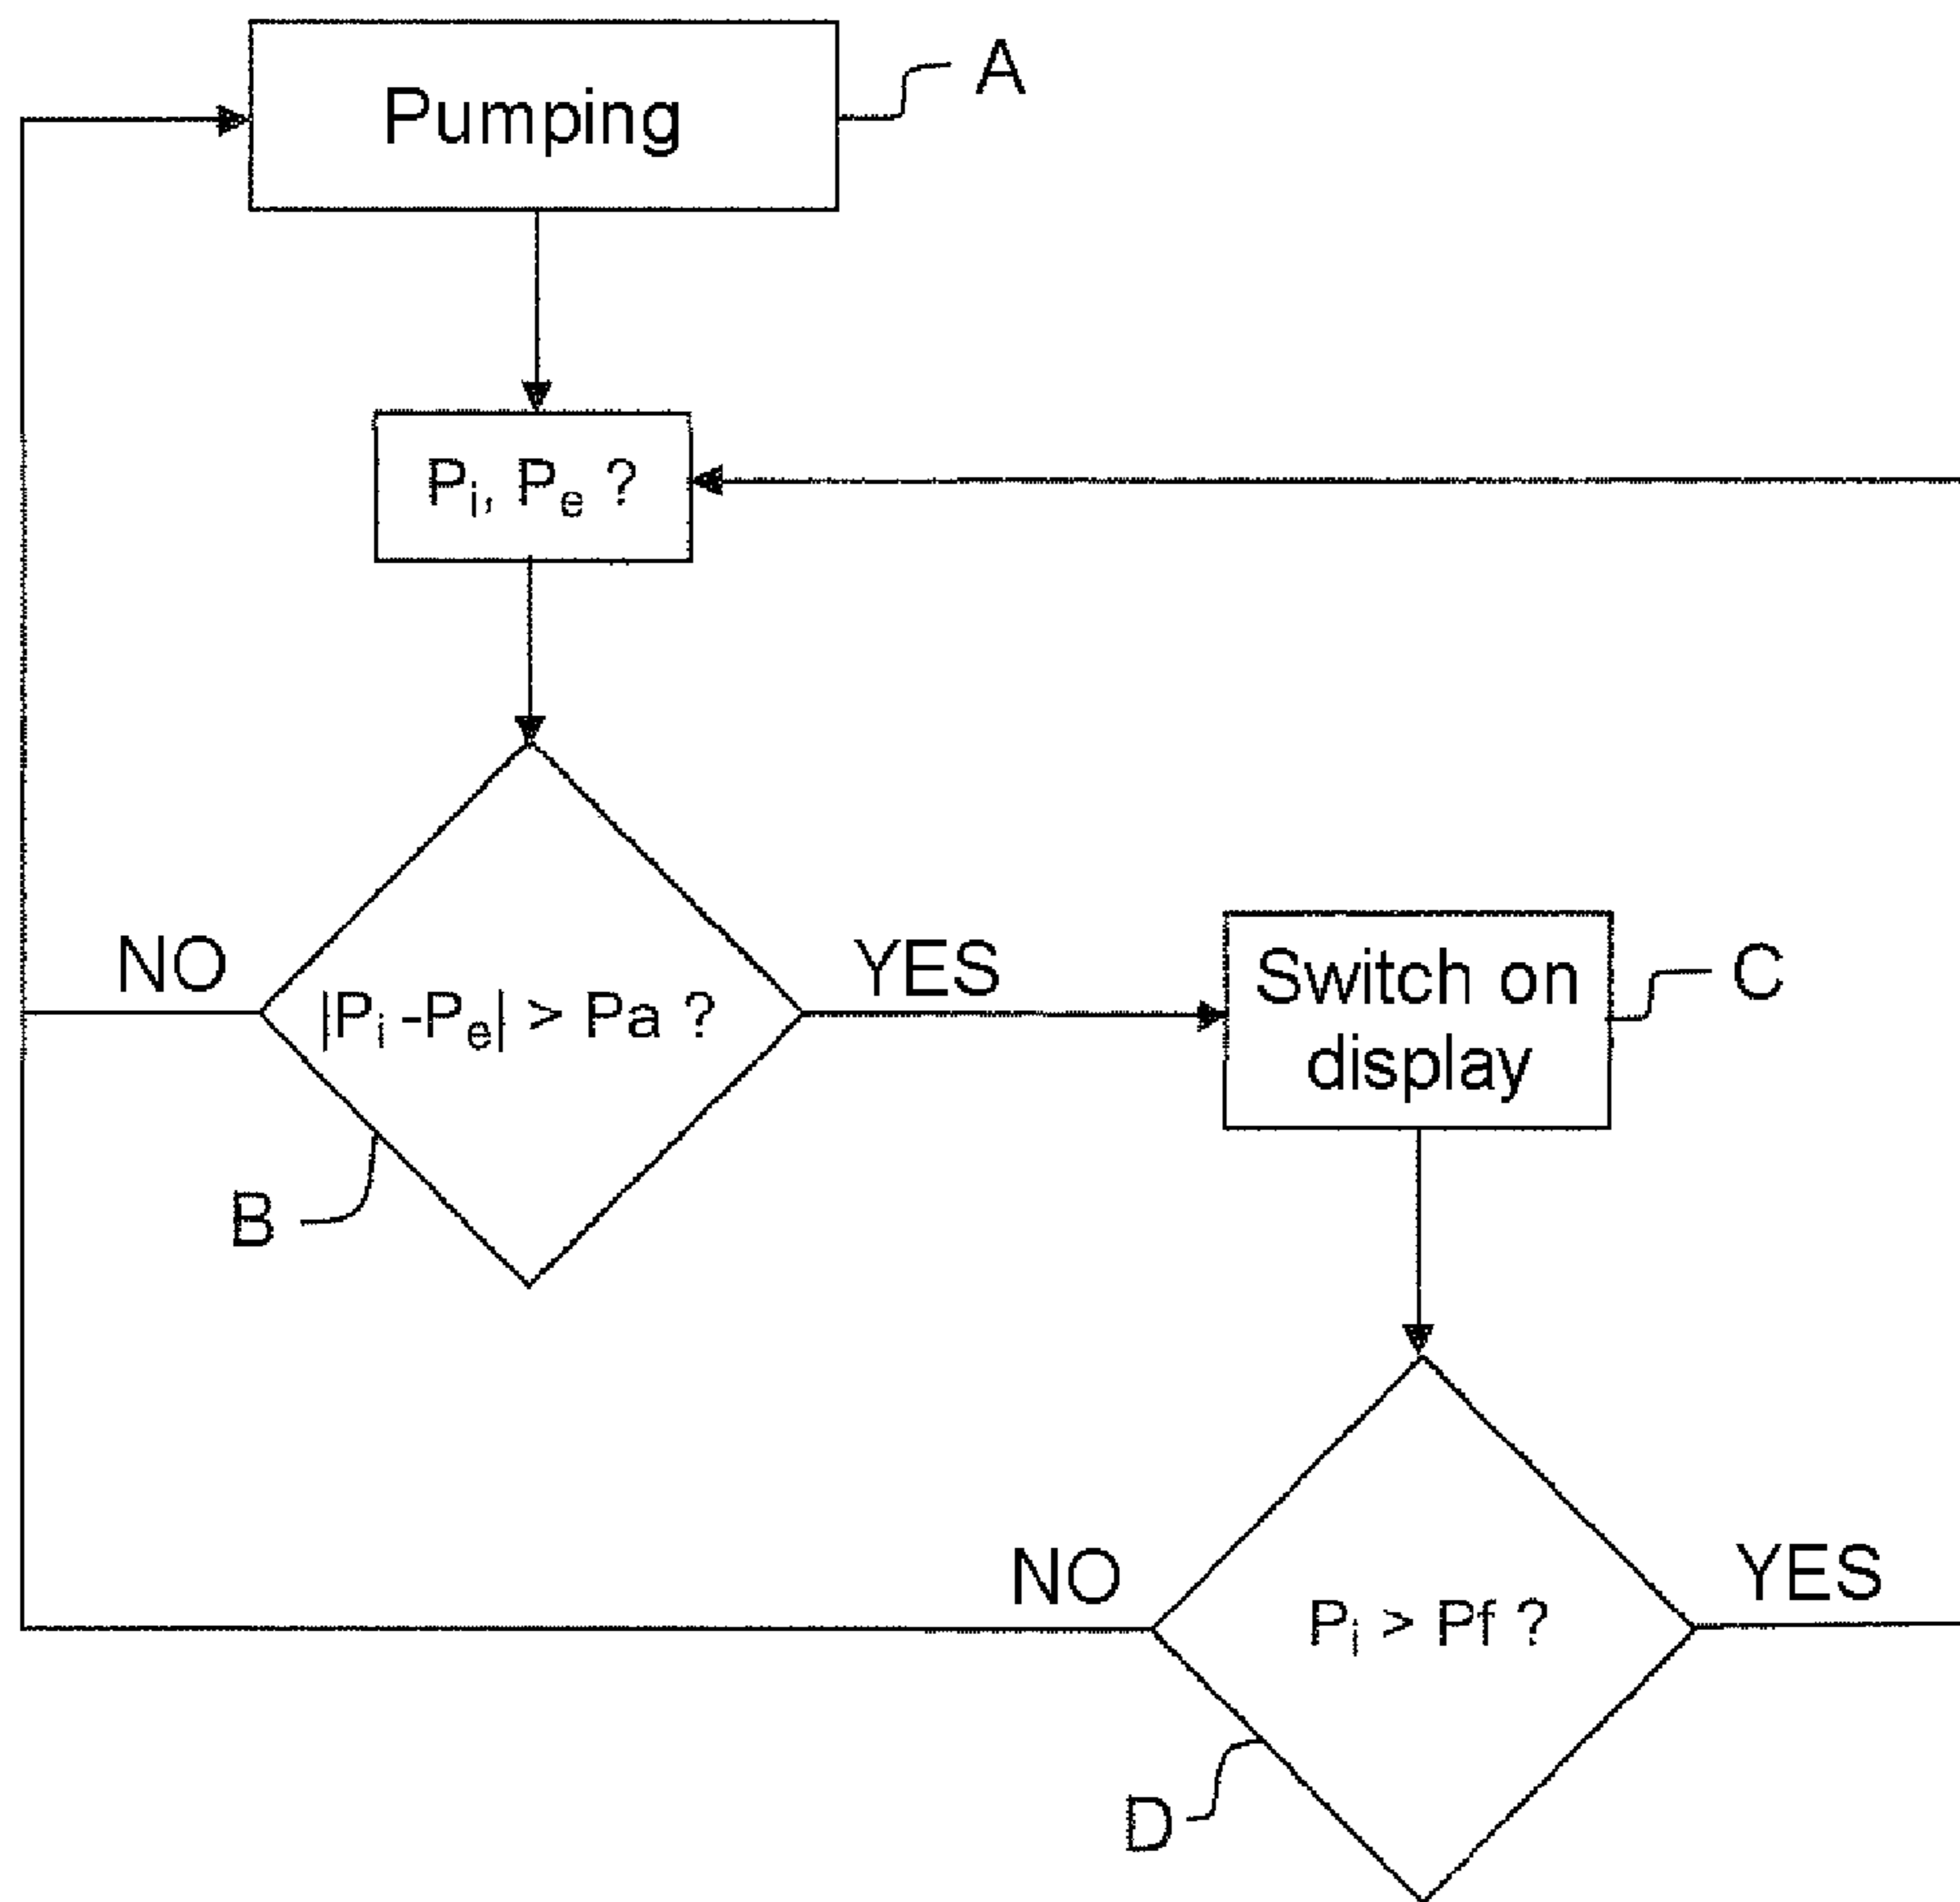 Pumping
A
Pᵢ, Pₑ ?
NO
|Pᵢ -Pₑ| > Pa ?
YES
B
Switch on
display
C
NO
Pᵢ > Pf ?
YES
D